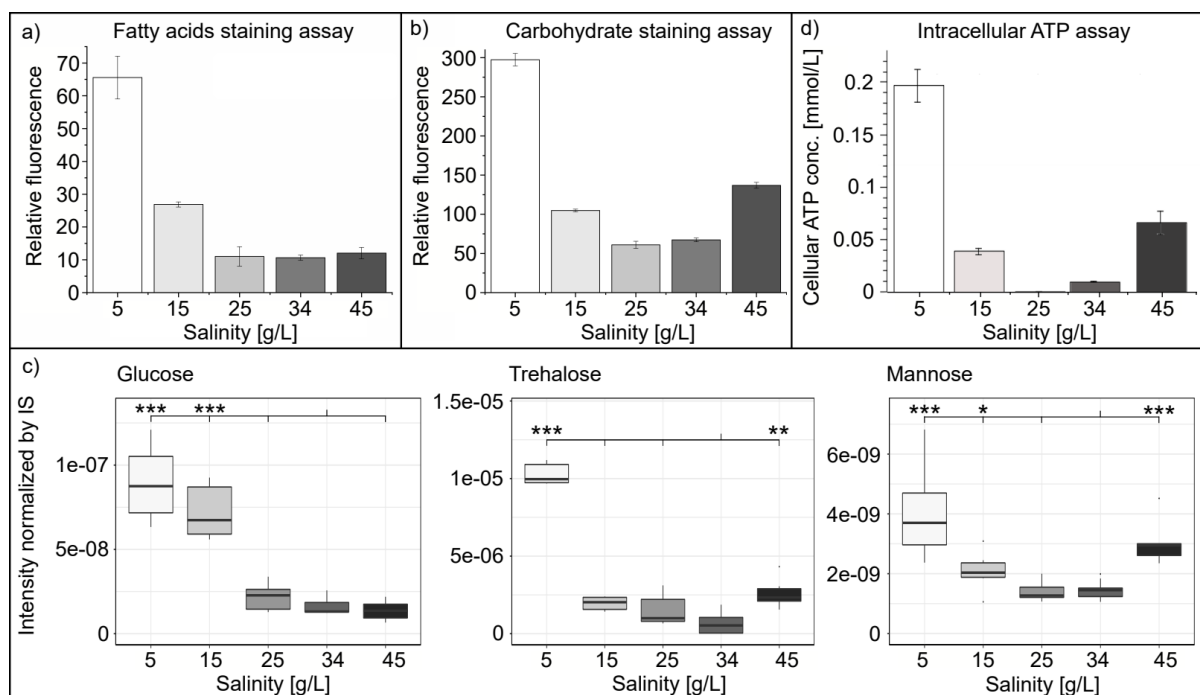 a) Fatty acids staining assay
Relative fluorescence
70
60
50
40
30
20
10
0
5 15 25 34 45
Salinity [g/L]
b) Carbohydrate staining assay
Relative fluorescence
300
250
200
150
100
50
0
5 15 25 34 45
Salinity [g/L]
d) Intracellular ATP assay
Cellular ATP conc. [mmol/L]
0.2
0.15
0.1
0.05
0
5 15 25 34 45
Salinity [g/L]
c)
Intensity normalized by IS
Glucose
*** ***
1e-07
5e-08
0
5 15 25 34 45
Salinity [g/L]
Trehalose
1.5e-05
*** **
1e-05
5e-06
0
5 15 25 34 45
Salinity [g/L]
Mannose
*** * ***
6e-09
4e-09
2e-09
0
5 15 25 34 45
Salinity [g/L]